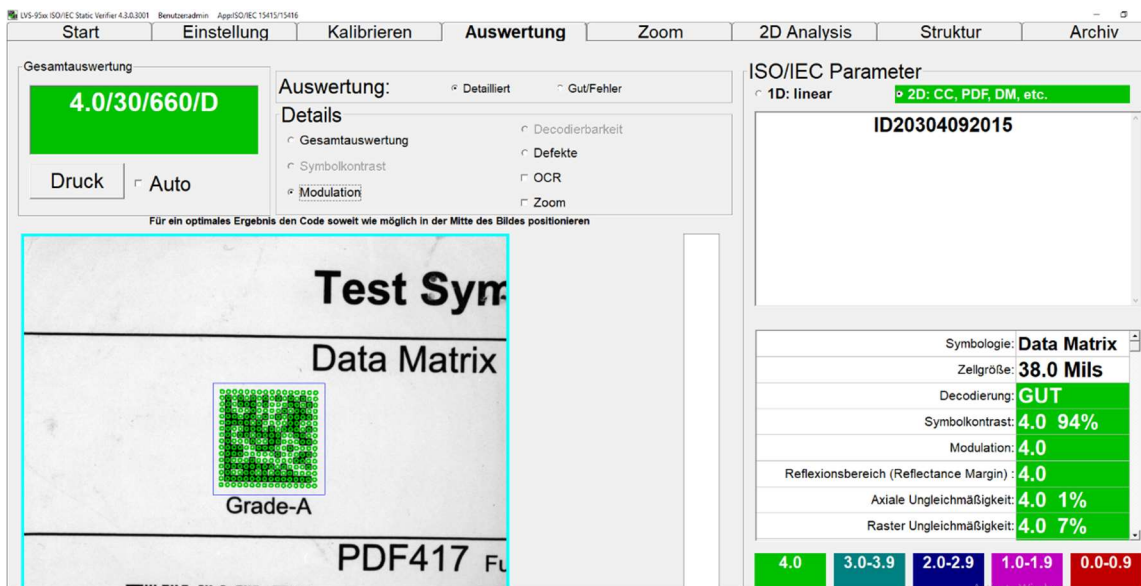 LVS-95xx ISO/IEC Static Verifier 4.3.0.3001 Benutzeradmin App:ISO/IEC 15415/15416
Start Einstellung Kalibrieren Auswertung Zoom 2D Analysis Struktur Archiv
Gesamtauswertung
4.0/30/660/D
Druck Auto
Auswertung: Detailliert Gut/Fehler
Details
Gesamtauswertung
Symbolkontrast
Modulation
Decodierbarkeit
Defekte
OCR
Zoom
Für ein optimales Ergebnis den Code soweit wie möglich in der Mitte des Bildes positionieren
Test Sym
Data Matrix
Grade-A
PDF417
ISO/IEC Parameter
1D: linear 2D: CC, PDF, DM, etc.
ID20304092015
Symbologie: Data Matrix
Zellgröße: 38.0 Mils
Decodierung: GUT
Symbolkontrast: 4.0 94%
Modulation: 4.0
Reflexionsbereich (Reflectance Margin) : 4.0
Axiale Ungleichmäßigkeit: 4.0 1%
Raster Ungleichmäßigkeit: 4.0 7%
4.0 3.0-3.9 2.0-2.9 1.0-1.9 0.0-0.9